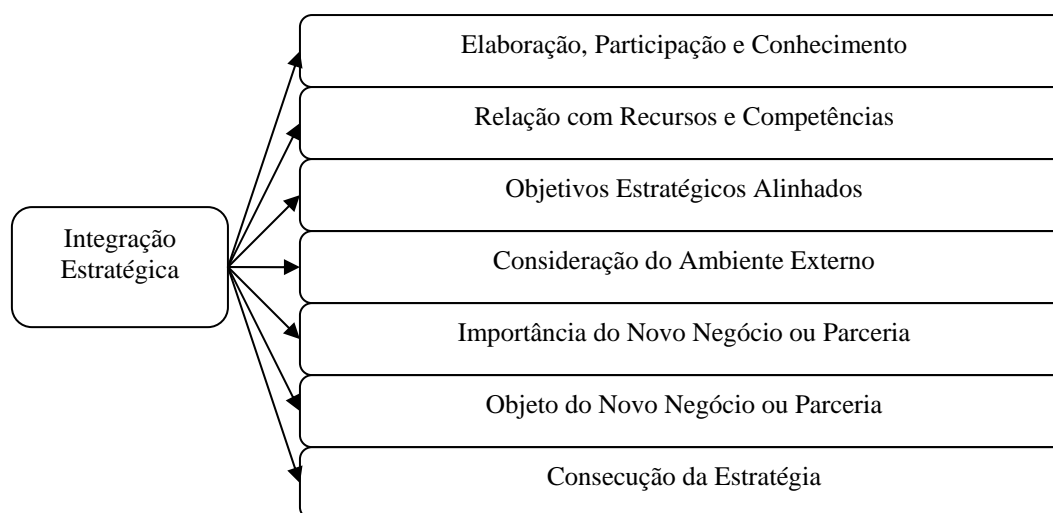 Elaboração, Participação e Conhecimento
Relação com Recursos e Competências
Objetivos Estratégicos Alinhados
Integração
Estratégica
Consideração do Ambiente Externo
Importância do Novo Negócio ou Parceria
Objeto do Novo Negócio ou Parceria
Consecução da Estratégia